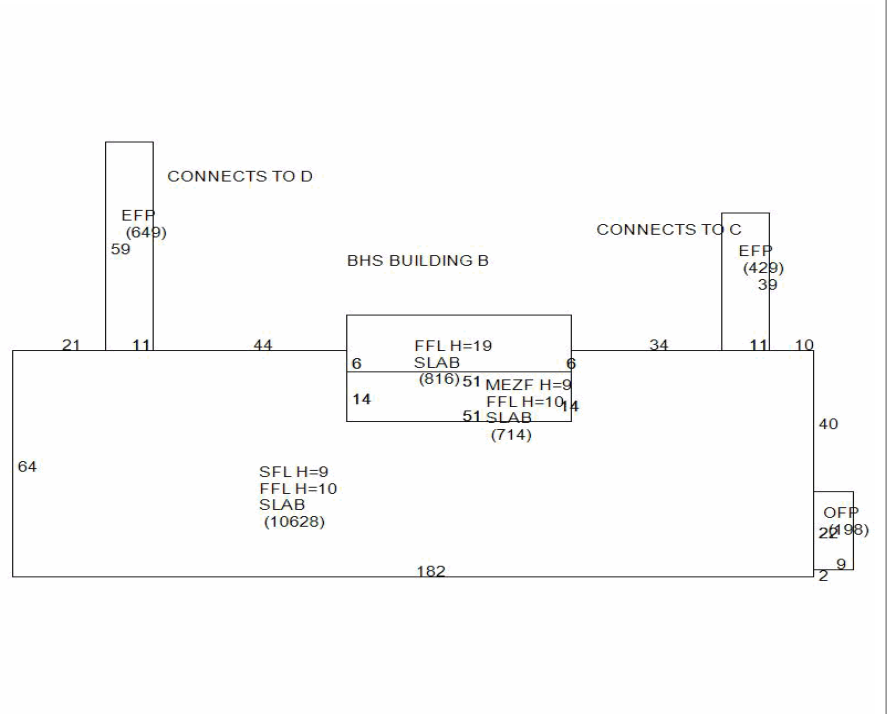 CONNECTS TO D
EFP
(649)
59
CONNECTS TO C
EFP
(429)
39
BHS BUILDING B
21
11
44
34
11
10
FFL H=19
SLAB
(816)
6
6
51
MEZF H=9
FFL H=10
SLAB
(714)
14
14
51
40
64
SFL H=9
FFL H=10
SLAB
(10628)
OFP
(198)
22
9
2
182